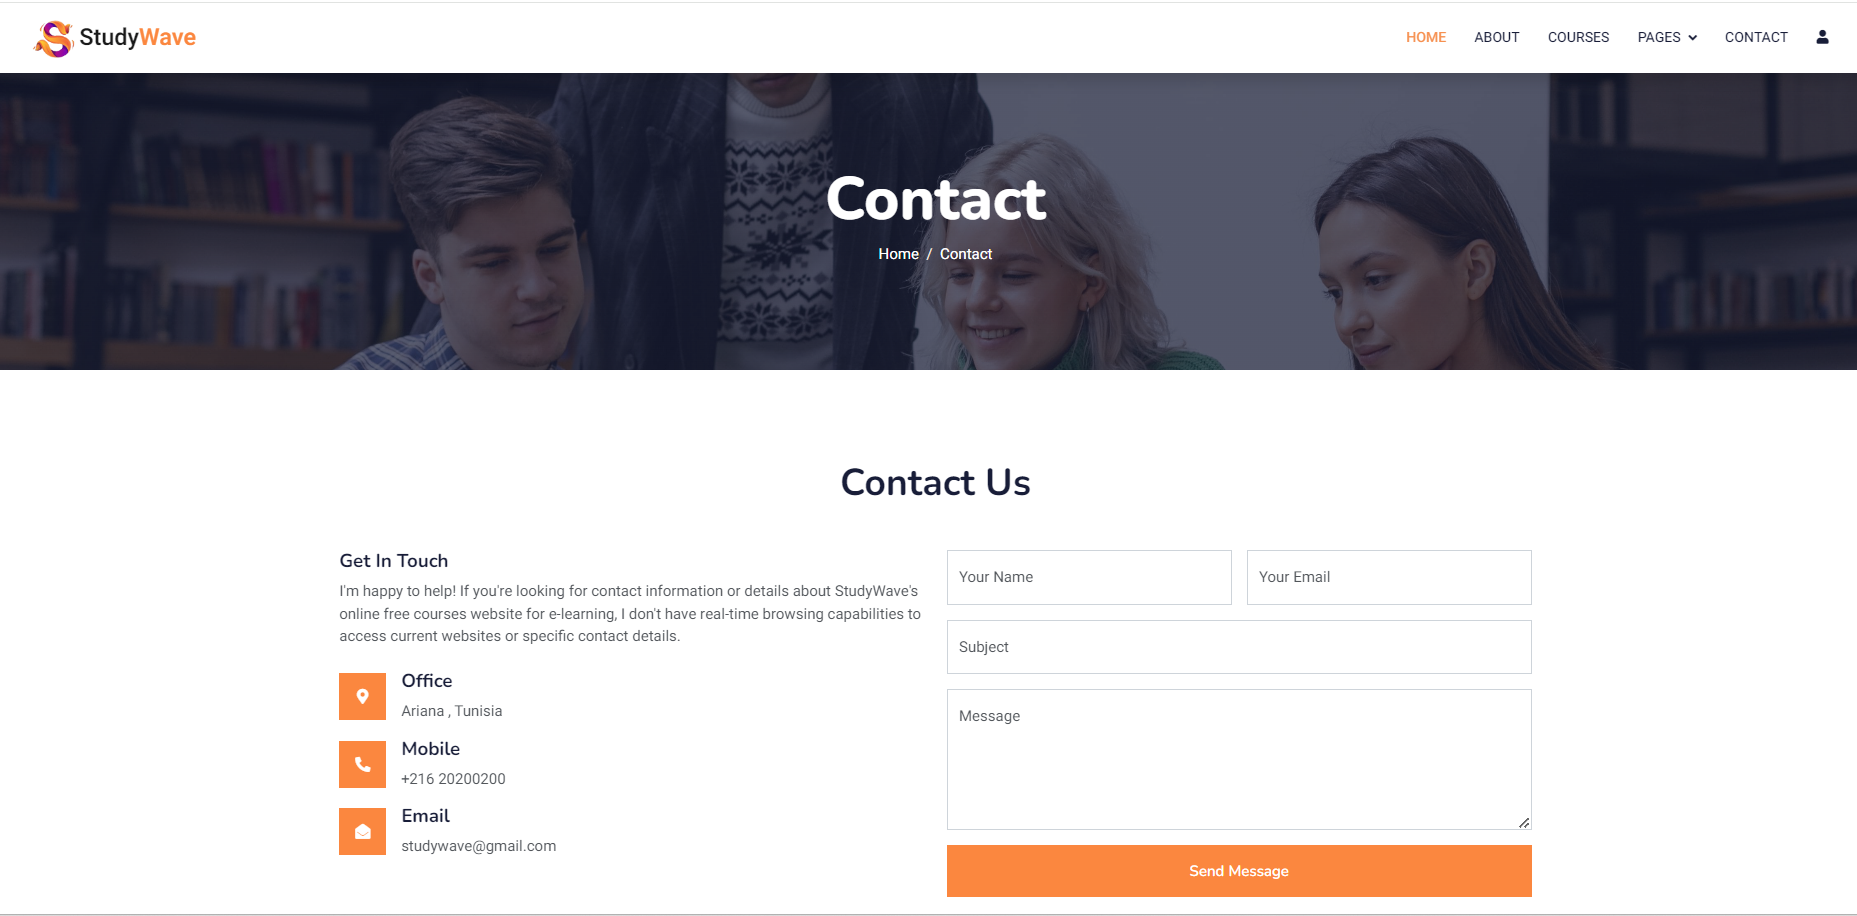 StudyWave
HOME ABOUT COURSES PAGES CONTACT
Contact
Home / Contact
Contact Us
Get In Touch
I'm happy to help! If you're looking for contact information or details about StudyWave's
online free courses website for e-learning, I don't have real-time browsing capabilities to
access current websites or specific contact details.
Office
Ariana , Tunisia
Mobile
+216 20200200
Email
studywave@gmail.com
Your Name
Your Email
Subject
Message
Send Message